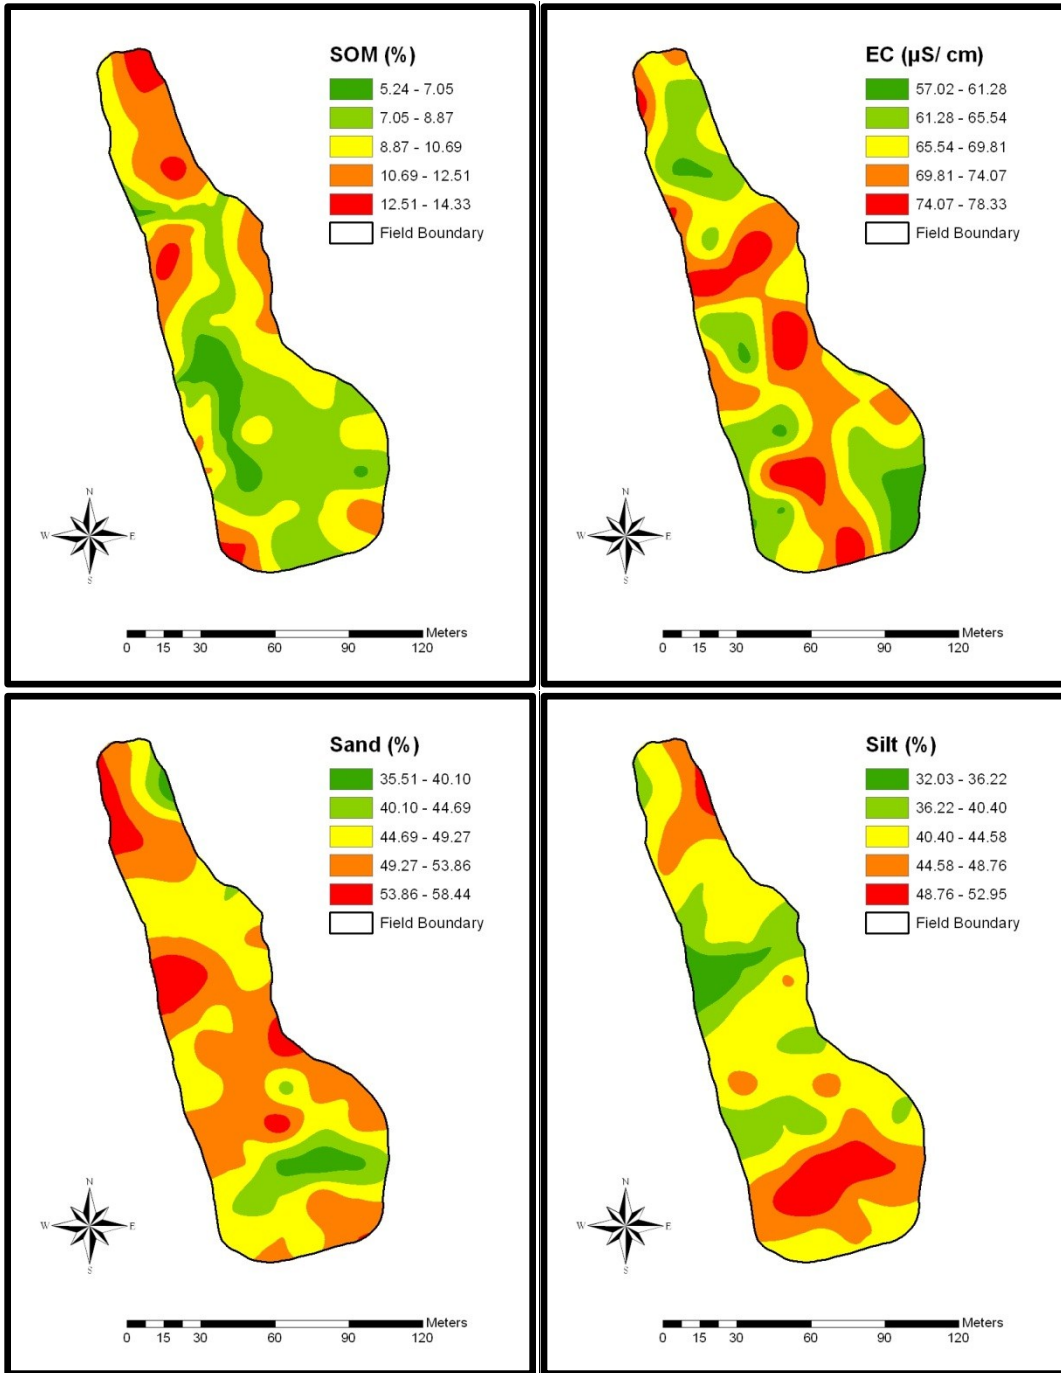 SOM (%)
5.24 - 7.05
7.05 - 8.87
8.87 - 10.69
10.69 - 12.51
12.51 - 14.33
Field Boundary
N
W E
S
Meters
0 15 30 60 90 120
EC (µS/ cm)
57.02 - 61.28
61.28 - 65.54
65.54 - 69.81
69.81 - 74.07
74.07 - 78.33
Field Boundary
N
W E
S
Meters
0 15 30 60 90 120
Sand (%)
35.51 - 40.10
40.10 - 44.69
44.69 - 49.27
49.27 - 53.86
53.86 - 58.44
Field Boundary
N
W E
S
Meters
0 15 30 60 90 120
Silt (%)
32.03 - 36.22
36.22 - 40.40
40.40 - 44.58
44.58 - 48.76
48.76 - 52.95
Field Boundary
N
W E
S
Meters
0 15 30 60 90 120